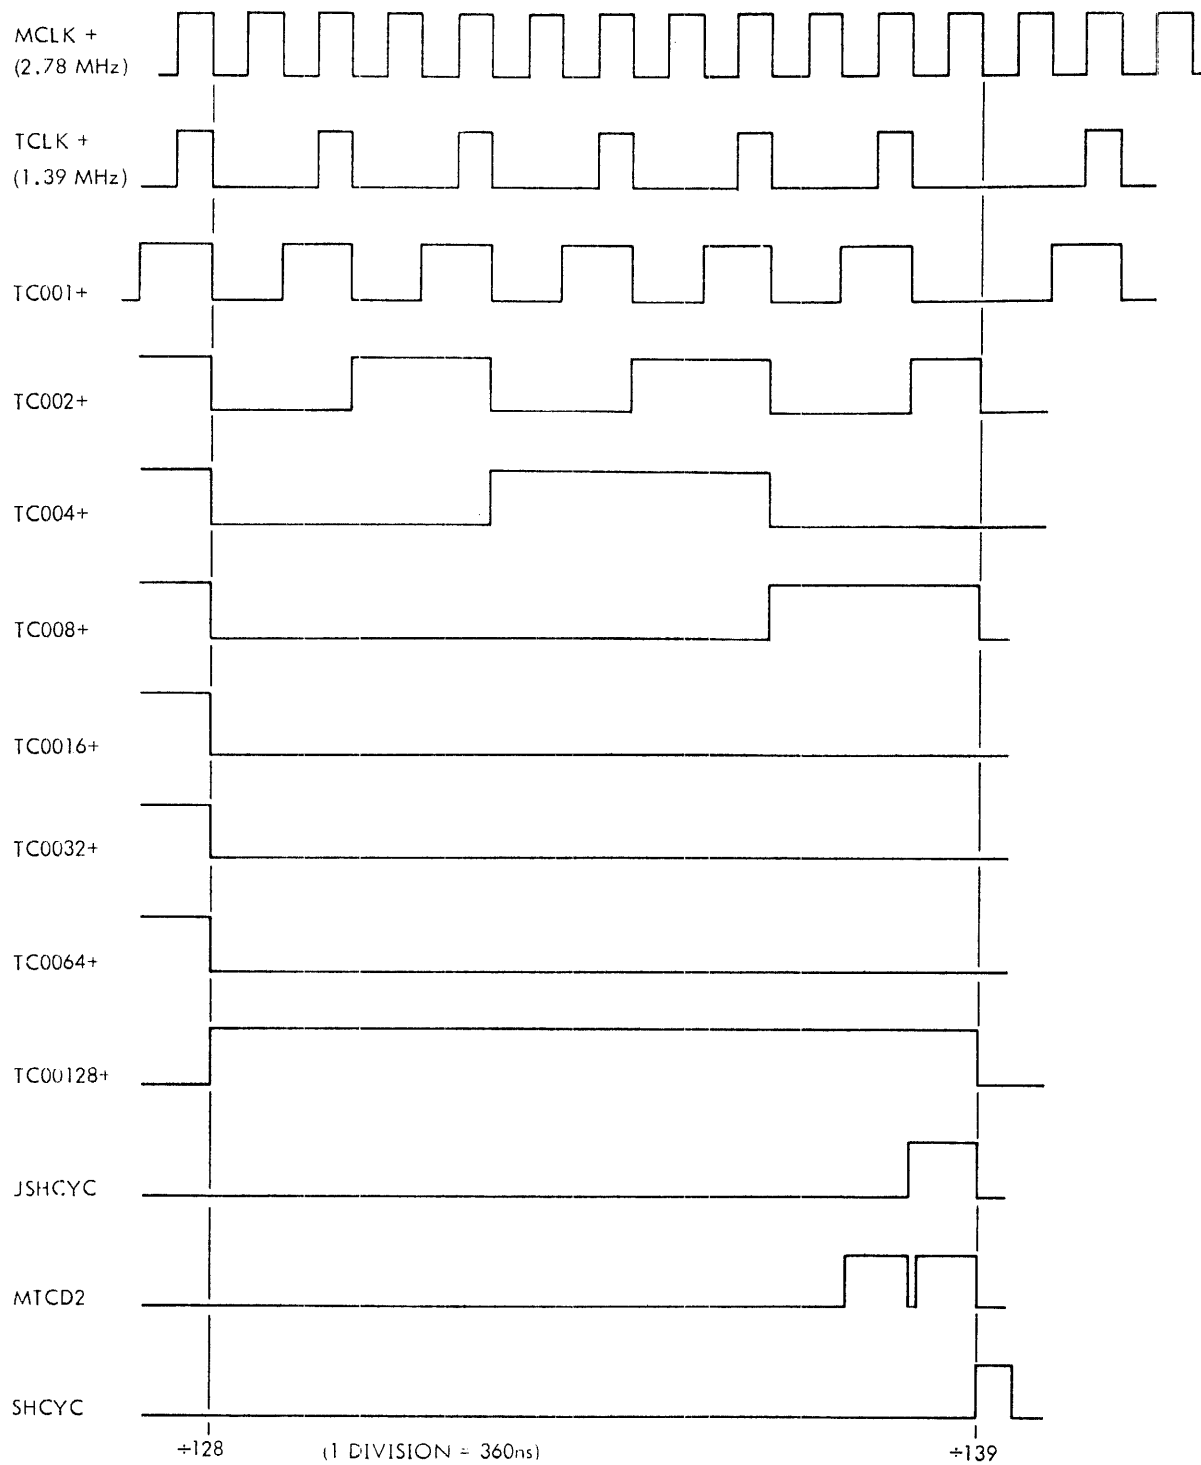 MCLK +
(2.78 MHz)
TCLK +
(1.39 MHz)
TC001+
TC002+
TC004+
TC008+
TC0016+
TC0032+
TC0064+
TC00128+
JSHCYC
MTCD2
SHCYC
÷128 (1 DIVISION = 360ns) ÷139